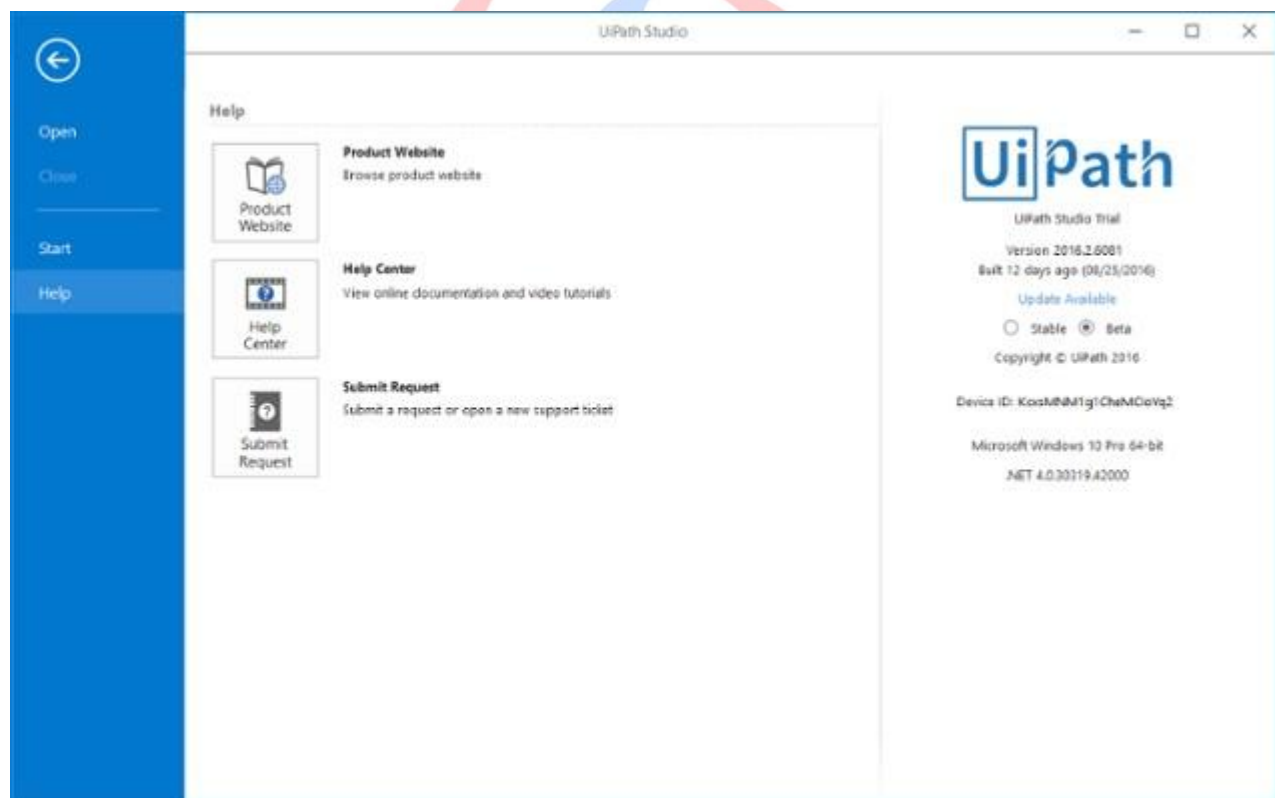 UiPath Studio
Open
Close
Start
Help
Help
Product Website
Product Website
Browse product website
Help Center
Help Center
View online documentation and video tutorials
Submit Request
Submit Request
Submit a request or open a new support ticket
UiPath
UiPath Studio Trial
Version 2016.2.6081
Built 12 days ago (08/25/2016)
Update Available
Stable Beta
Copyright © UiPath 2016
Device ID:
Microsoft Windows 10 Pro 64-bit
.NET 4.0.30319.42000